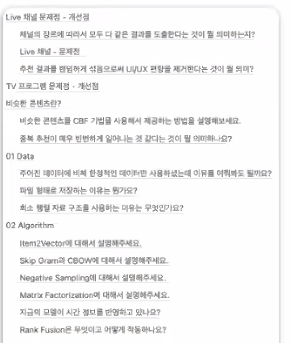 Live 채널 문제점 - 개선점
채널의 장르에 따라서 모두 다 같은 결과를 도출한다는 것이 뭘 의미하는지?
Live 채널 - 문제점
추천 결과를 랜덤하게 섞음으로써 UI/UX 편향을 제거한다는 것이 뭘 의미?
TV 프로그램 문제점 - 개선점
비슷한 콘텐츠란?
비슷한 콘텐츠를 CBF 기법을 사용해서 제공하는 방법을 설명해보세요.
중복 추천이 매우 빈번하게 일어나는 것 같다는 것이 뭘 의미하나요?
01 Data
주어진 데이터에 비해 한정적인 데이터만 사용하셨는데 이유를 여쭤봐도 될까요?
파일 형태로 저장하는 이유는 뭔가요?
희소 행렬 자료 구조를 사용하는 이유는 무엇인가요?
02 Algorithm
Item2Vector에 대해서 설명해주세요.
Skip Gram과 CBOW에 대해서 설명해주세요.
Negative Sampling에 대해서 설명해주세요.
Matrix Factorization에 대해서 설명해주세요.
지금의 모델이 시간 정보를 반영하고 있나요?
Rank Fusion은 무엇이고 어떻게 작동하나요?